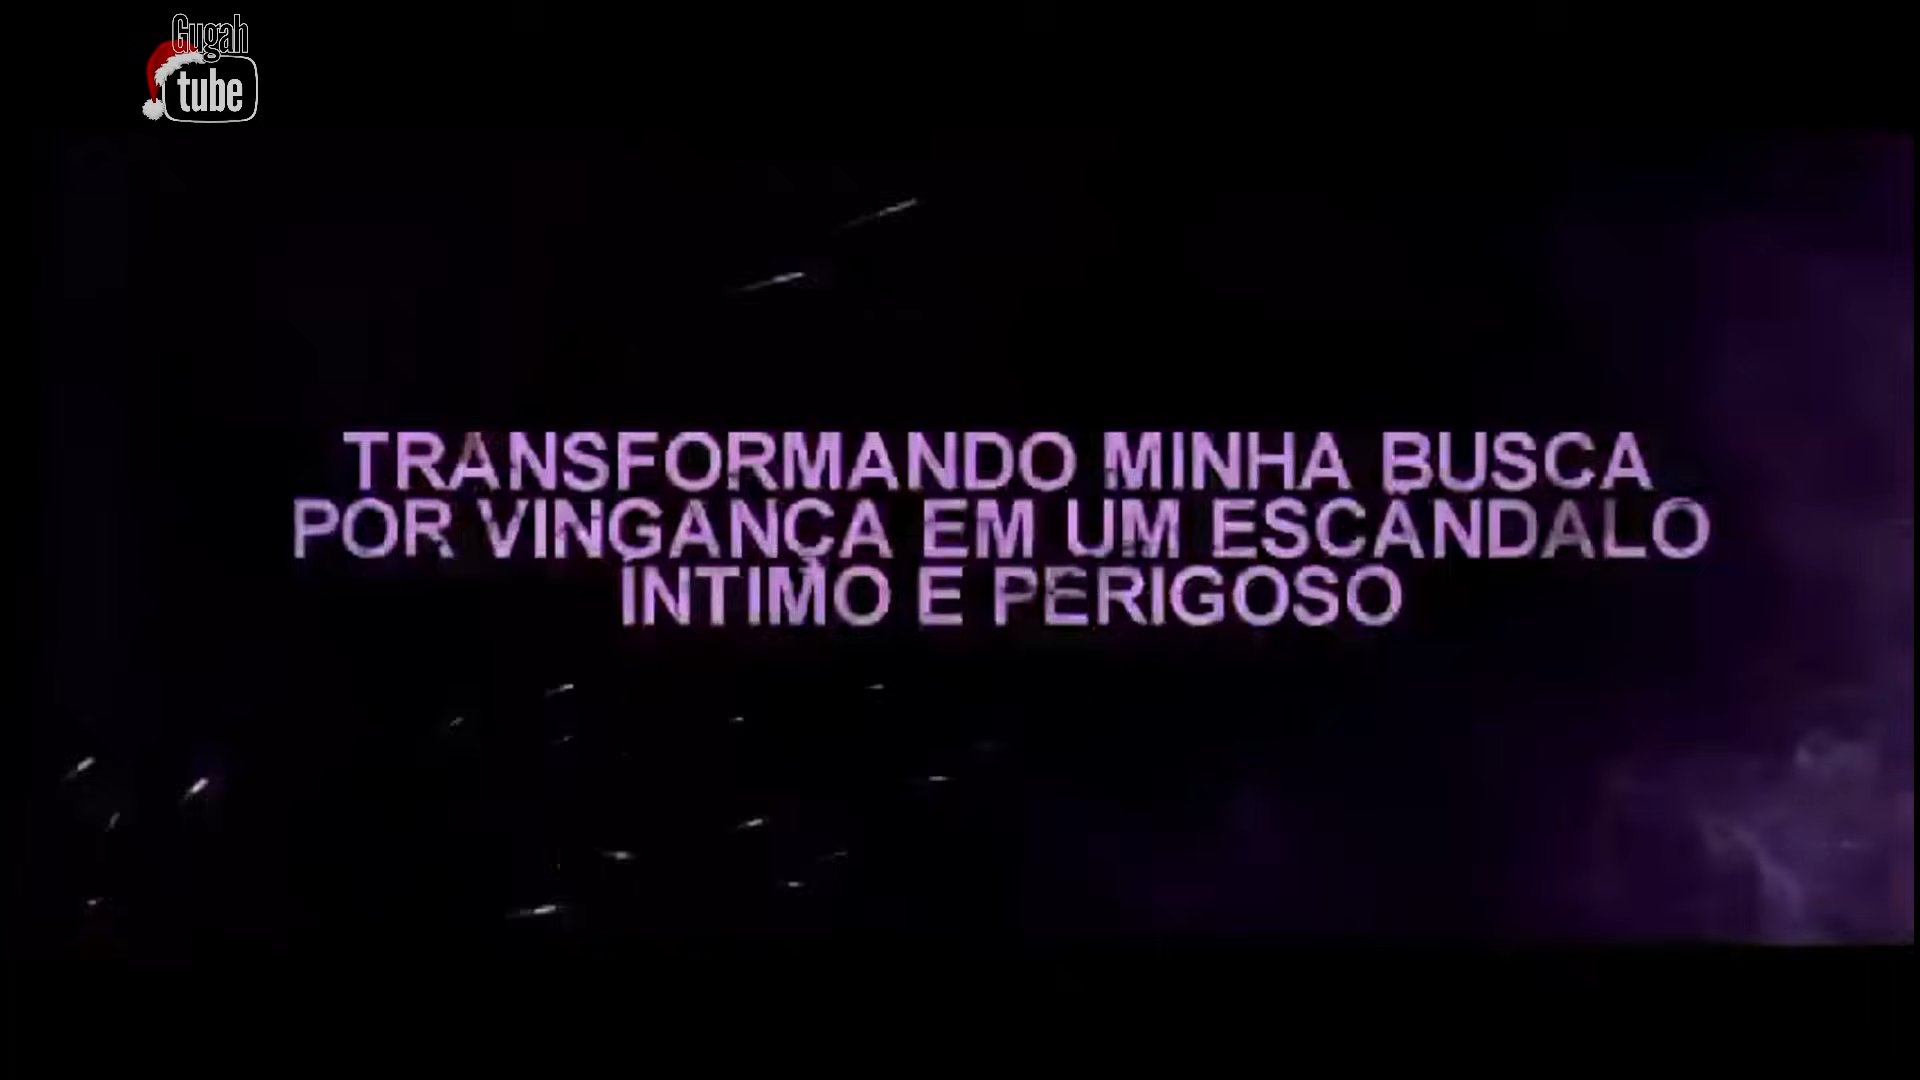 Gugah
tube
TRANSFORMANDO MINHA BUSCA
POR VINGANÇA EM UM ESCÂNDALO
ÍNTIMO E PERIGOSO